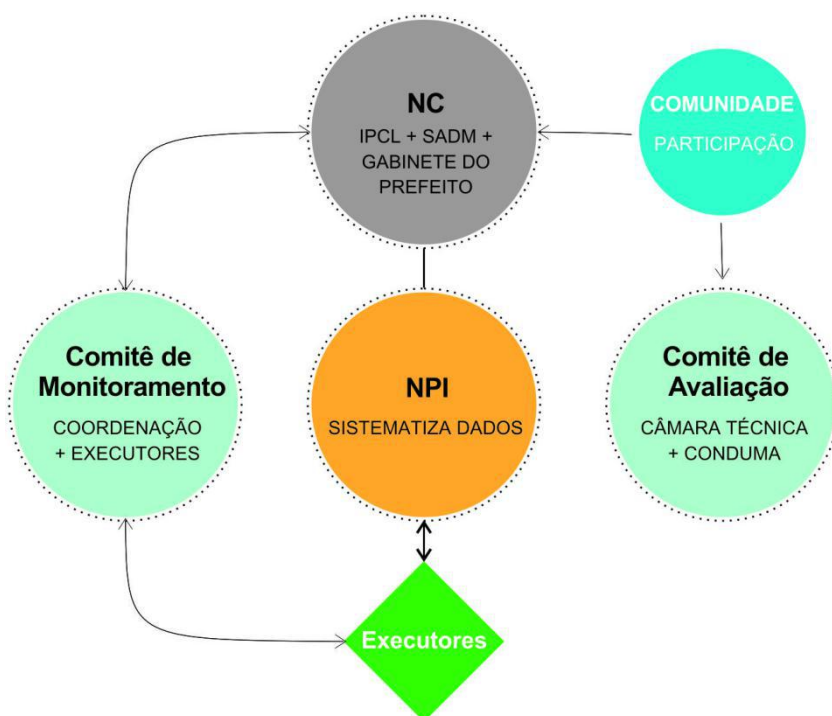 NC
IPCL + SADM +
GABINETE DO
PREFEITO
COMUNIDADE
PARTICIPAÇÃO
Comitê de
Monitoramento
COORDENAÇÃO
+ EXECUTORES
NPI
SISTEMATIZA DADOS
Comitê de
Avaliação
CÂMARA TÉCNICA
+ CONDUMA
Executores